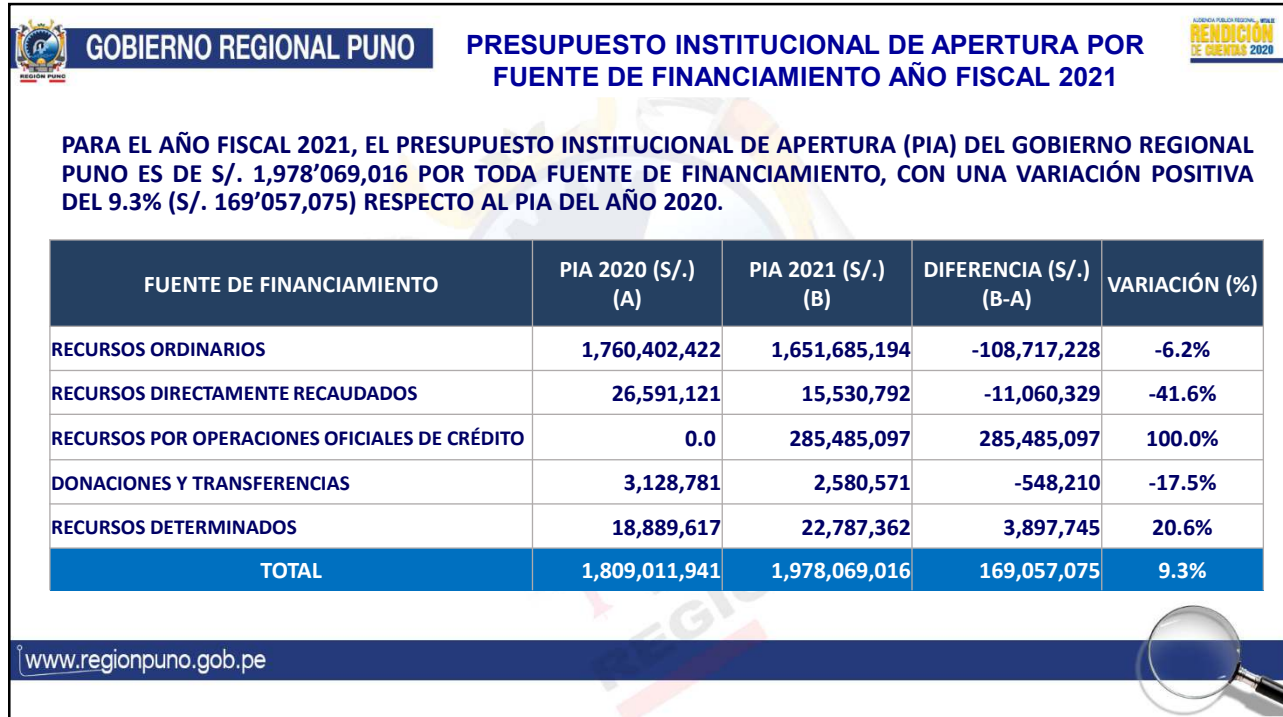 REGIÓN PUNO
GOBIERNO REGIONAL PUNO
PRESUPUESTO INSTITUCIONAL DE APERTURA POR
FUENTE DE FINANCIAMIENTO AÑO FISCAL 2021
RENDICIÓN
DE CUENTAS 2020
PARA EL AÑO FISCAL 2021, EL PRESUPUESTO INSTITUCIONAL DE APERTURA (PIA) DEL GOBIERNO REGIONAL
PUNO ES DE S/. 1,978’069,016 POR TODA FUENTE DE FINANCIAMIENTO, CON UNA VARIACIÓN POSITIVA
DEL 9.3% (S/. 169’057,075) RESPECTO AL PIA DEL AÑO 2020.
FUENTE DE FINANCIAMIENTO PIA 2020 (S/.) (A) PIA 2021 (S/.) (B) DIFERENCIA (S/.) (B-A) VARIACIÓN (%)
RECURSOS ORDINARIOS 1,760,402,422 1,651,685,194 -108,717,228 -6.2%
RECURSOS DIRECTAMENTE RECAUDADOS 26,591,121 15,530,792 -11,060,329 -41.6%
RECURSOS POR OPERACIONES OFICIALES DE CRÉDITO 0.0 285,485,097 285,485,097 100.0%
DONACIONES Y TRANSFERENCIAS 3,128,781 2,580,571 -548,210 -17.5%
RECURSOS DETERMINADOS 18,889,617 22,787,362 3,897,745 20.6%
TOTAL 1,809,011,941 1,978,069,016 169,057,075 9.3%
www.regionpuno.gob.pe